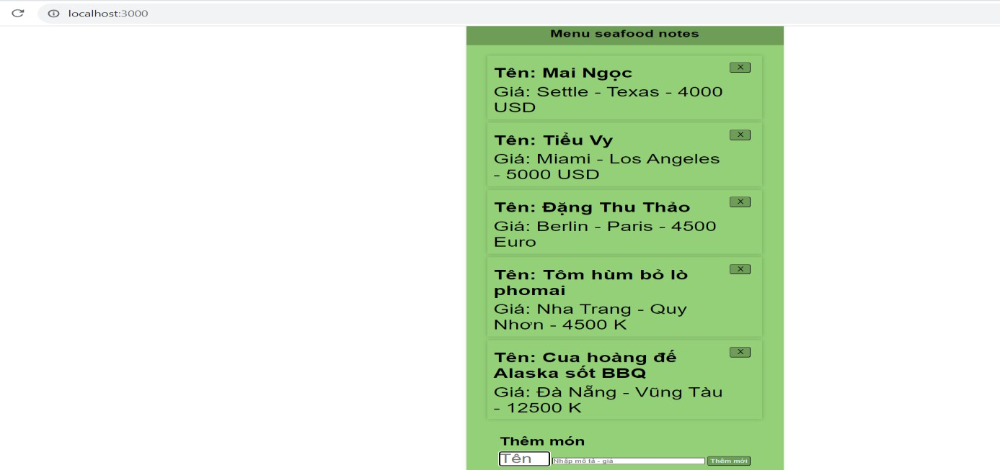 localhost:3000
Menu seafood notes
Tên: Mai Ngọc
×
Giá: Settle - Texas - 4000
USD
Tên: Tiểu Vy
×
Giá: Miami - Los Angeles
- 5000 USD
Tên: Đặng Thu Thảo
×
Giá: Berlin - Paris - 4500
Euro
Tên: Tôm hùm bỏ lò
×
phomai
Giá: Nha Trang - Quy
Nhơn - 4500 K
Tên: Cua hoàng đế
×
Alaska sốt BBQ
Giá: Đà Nẵng - Vũng Tàu
- 12500 K
Thêm món
Tên Nhập mô tả - giá Thêm mới